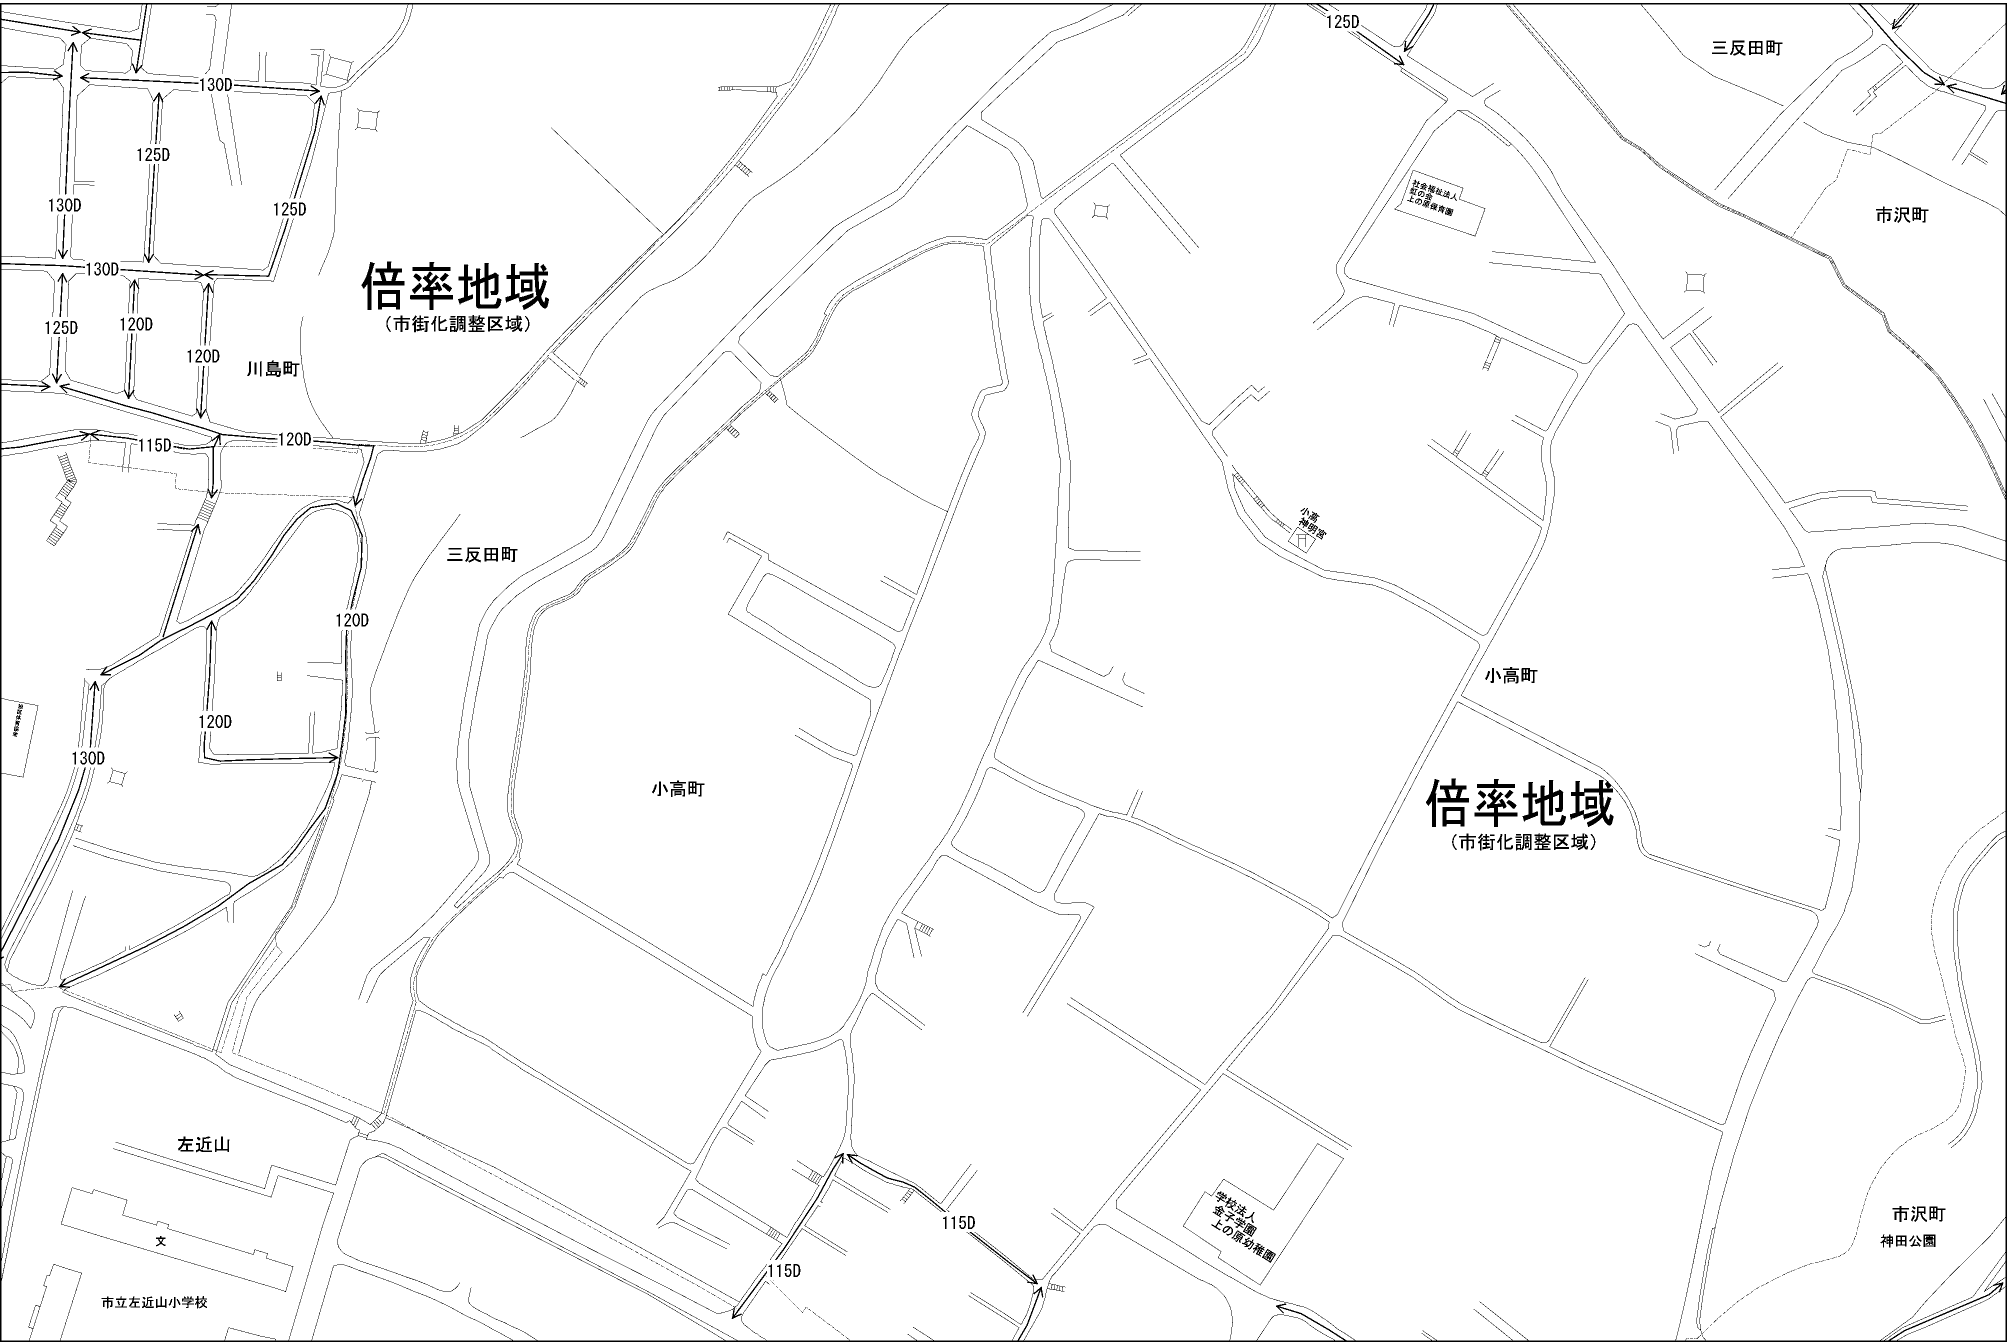 125D
三反田町
130D
125D
130D
125D
社会福祉法人
虹の会
上の原保育園
市沢町
130D
倍率地域
（市街化調整区域）
125D
120D
120D
川島町
120D
115D
小高
神明宮
三反田町
120D
小高町
120D
130D
小高町
倍率地域
（市街化調整区域）
左近山
学校法人
金子学園
上の原幼稚園
115D
市沢町
神田公園
文
115D
市立左近山小学校